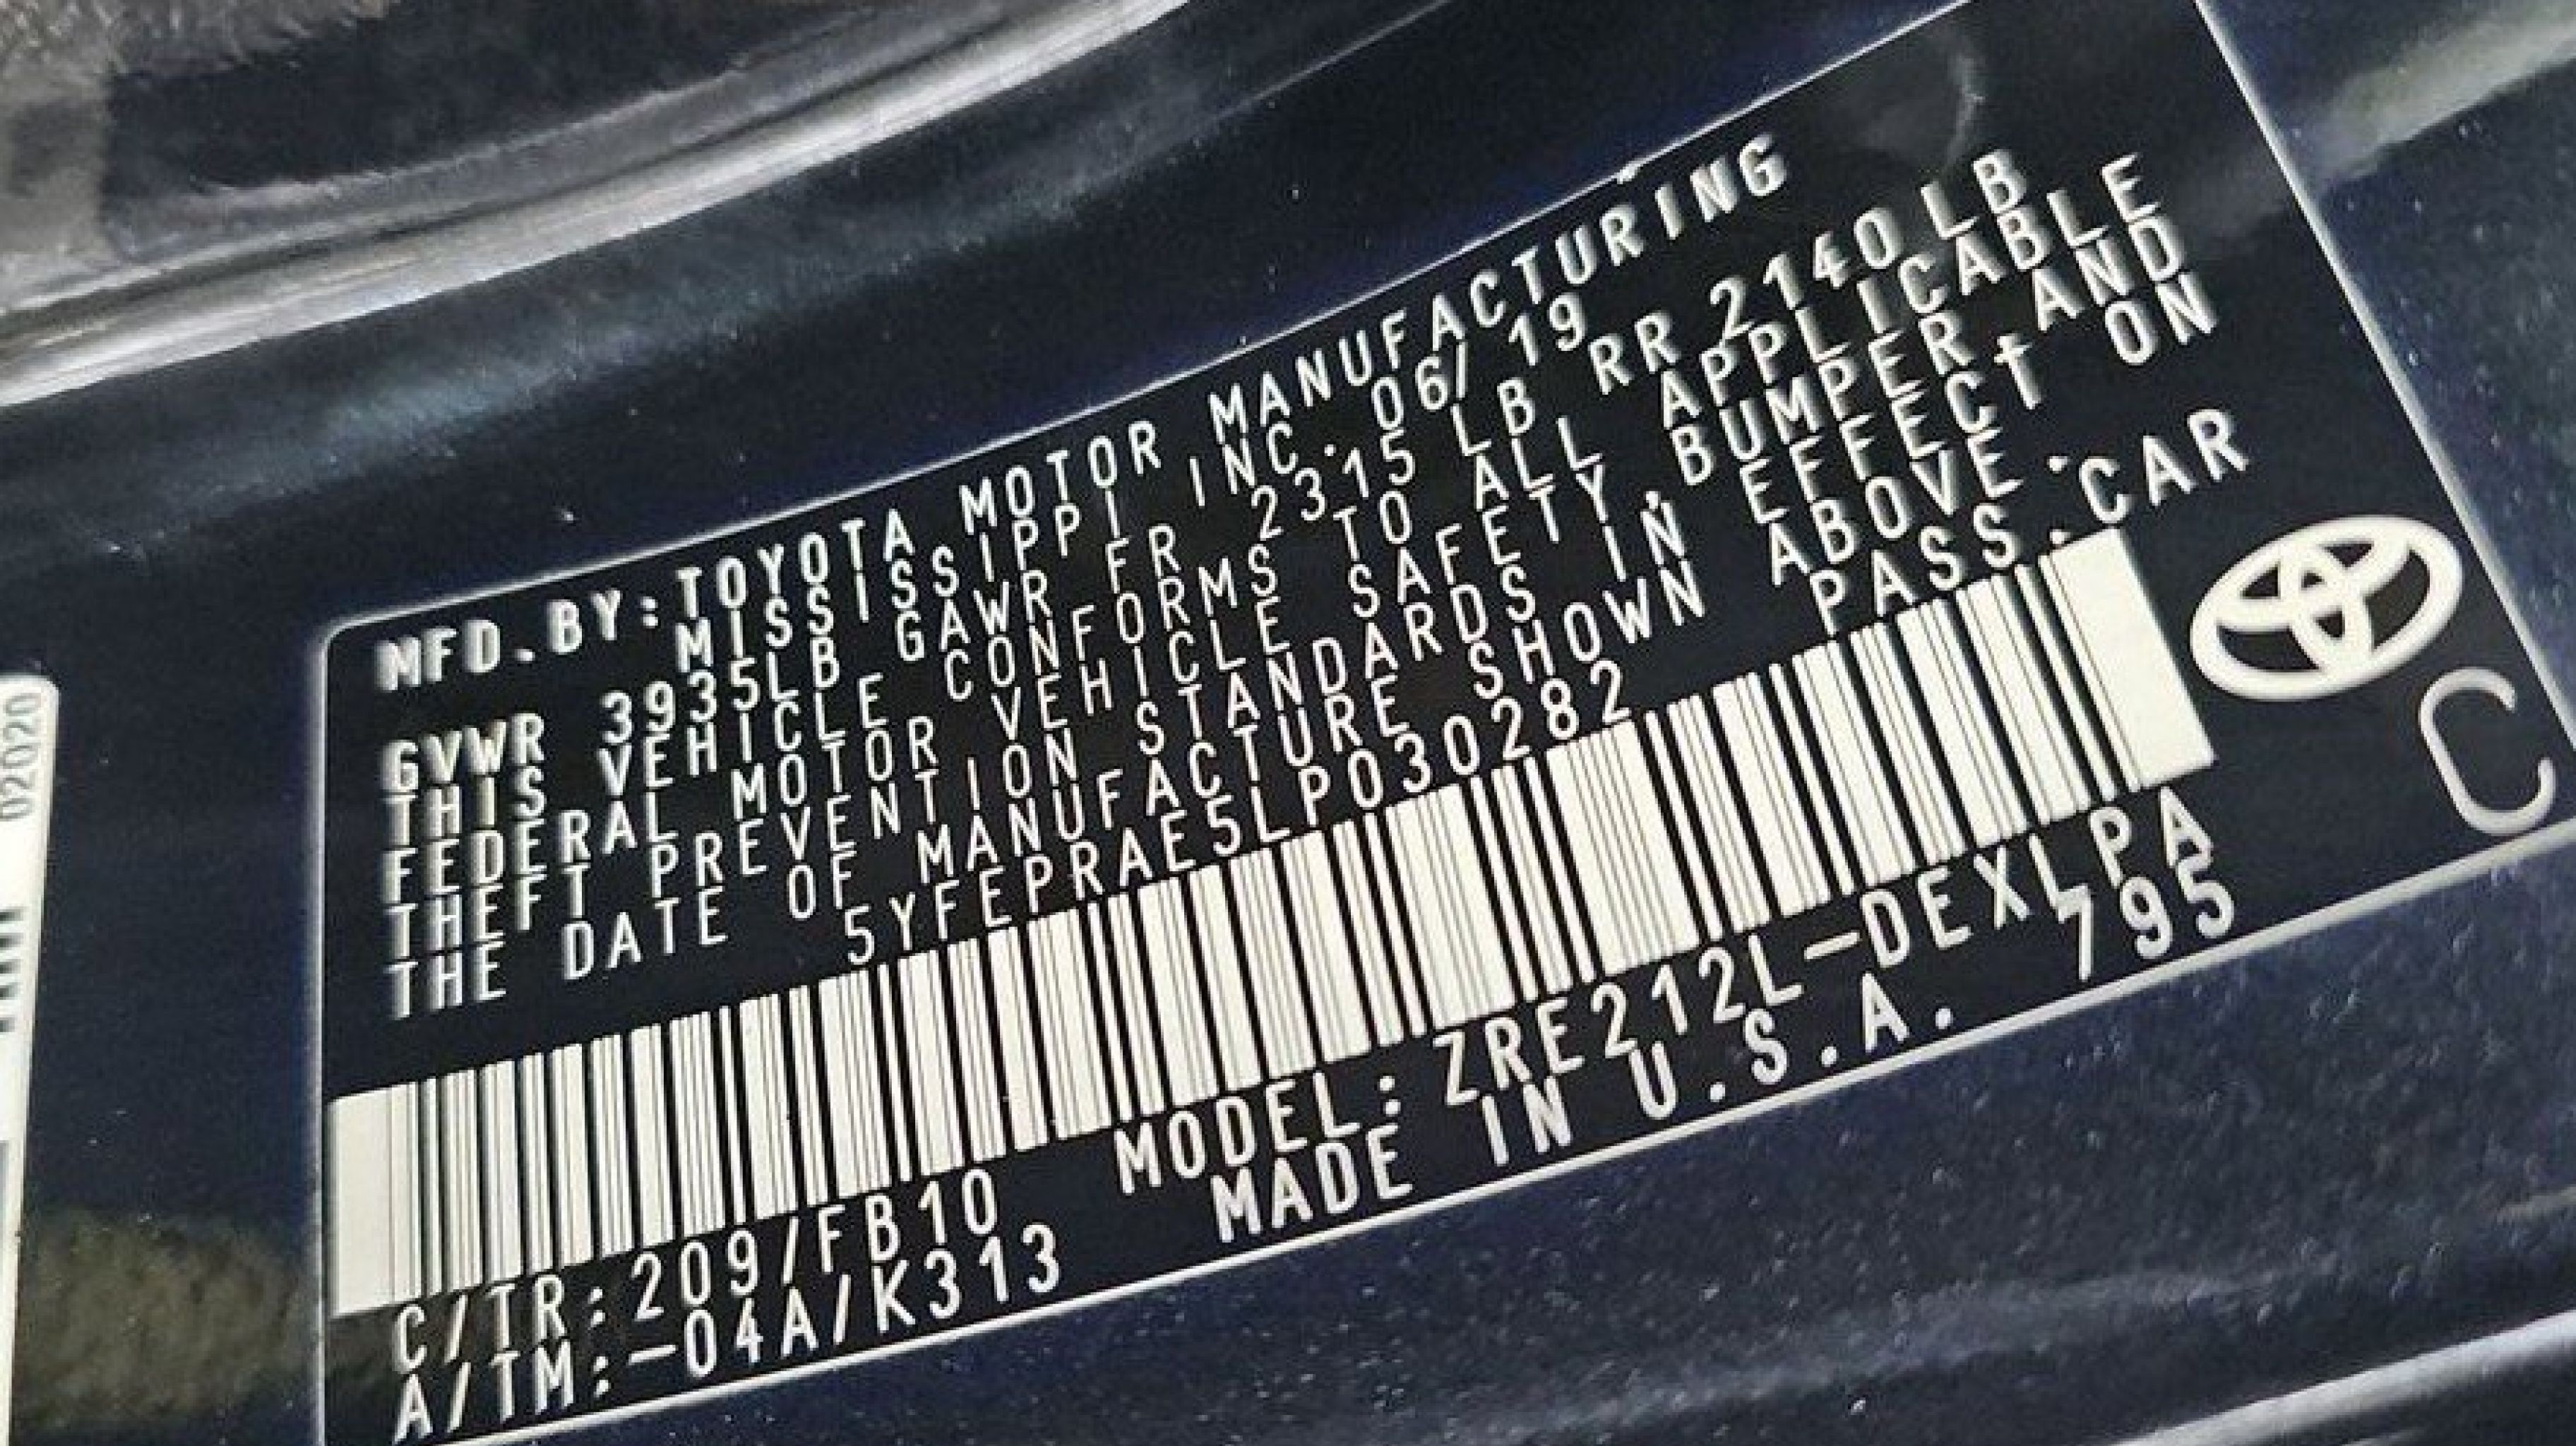 MFD.BY:TOYOTA MOTOR MANUFACTURING
MISSISSIPPI INC. 06/ 19
GVWR 3935LB GAWR FR 2315 LB RR 2140 LB
THIS VEHICLE CONFORMS TO ALL APPLICABLE
FEDERAL MOTOR VEHICLE SAFETY, BUMPER AND
THEFT PREVENTION STANDARDS IN EFFECT ON
THE DATE OF MANUFACTURE SHOWN ABOVE.
5YFEPRAE5LP030282 PASS.CAR
C/TR:209/FB10 MODEL: ZRE212L-DEXLPA
A/TM:-04A/K313 MADE IN U.S.A. 795
C
02020